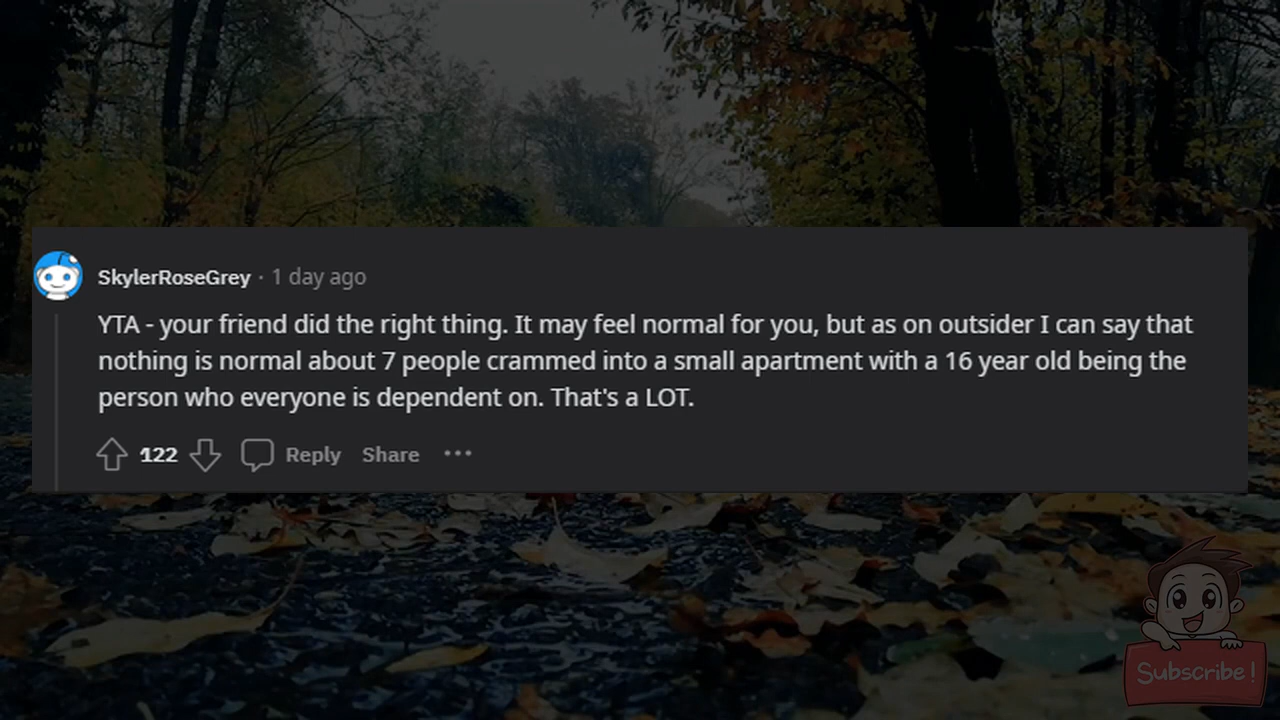 SkylerRoseGrey · 1 day ago
YTA - your friend did the right thing. It may feel normal for you, but as on outsider I can say that
nothing is normal about 7 people crammed into a small apartment with a 16 year old being the
person who everyone is dependent on. That's a LOT.
122 Reply Share ···
Subscribe!